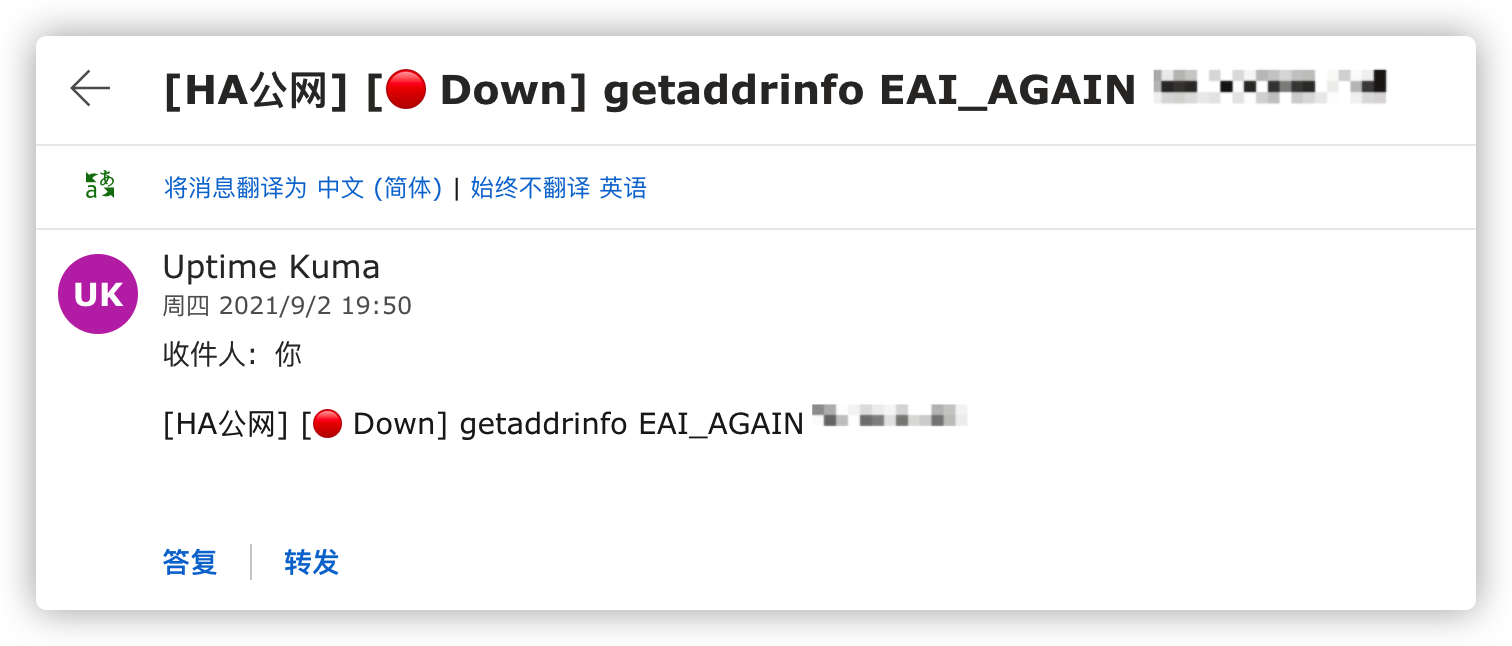 [HA公网] [🔴 Down] getaddrinfo EAI_AGAIN
将消息翻译为 中文 (简体) | 始终不翻译 英语
UK
Uptime Kuma
周四 2021/9/2 19:50
收件人: 你
[HA公网] [🔴 Down] getaddrinfo EAI_AGAIN
答复
转发